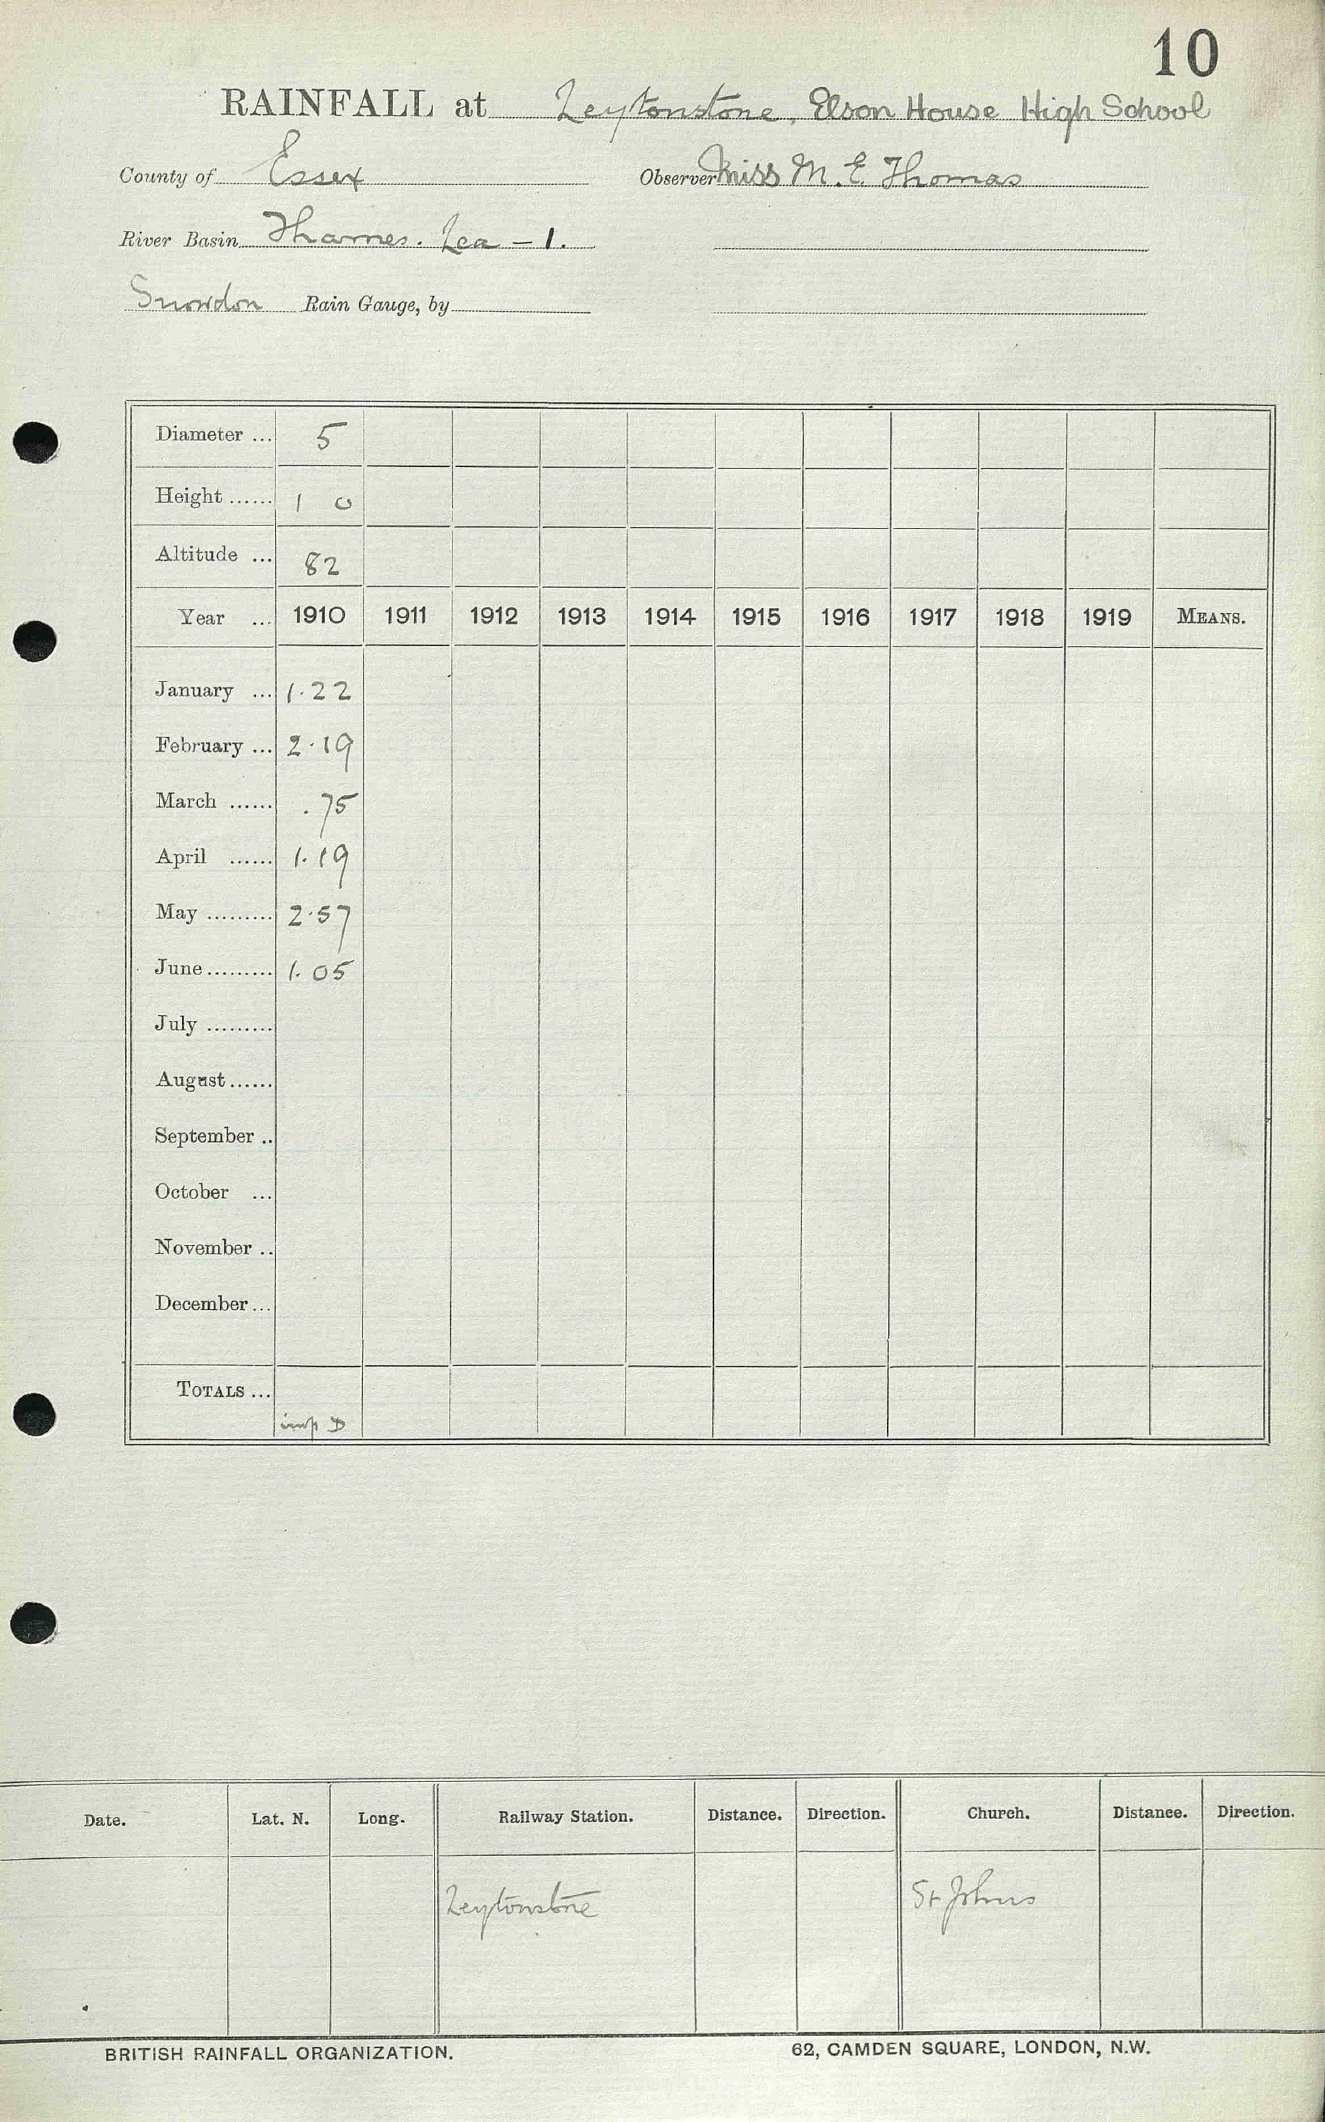 10
RAINFALL at Leytonstone, Elson House High School
County of Essex Observer Miss M. E. Thomas
River Basin Thames. Lea - 1.
Snowdon Rain Gauge, by
Diameter ... 5
Height ...... 1 0
Altitude ... 82
Year ... 1910 1911 1912 1913 1914 1915 1916 1917 1918 1919 MEANS.
January ... 1.22
February ... 2.19
March ...... .75
April ...... 1.19
May ......... 2.57
June ......... 1.05
July .........
August ......
September ..
October ...
November ..
December ...
TOTALS ...
imp D
Date. Lat. N. Long. Railway Station. Distance. Direction. Church. Distance. Direction.
Leytonstone St Johns
BRITISH RAINFALL ORGANIZATION. 62, CAMDEN SQUARE, LONDON, N.W.